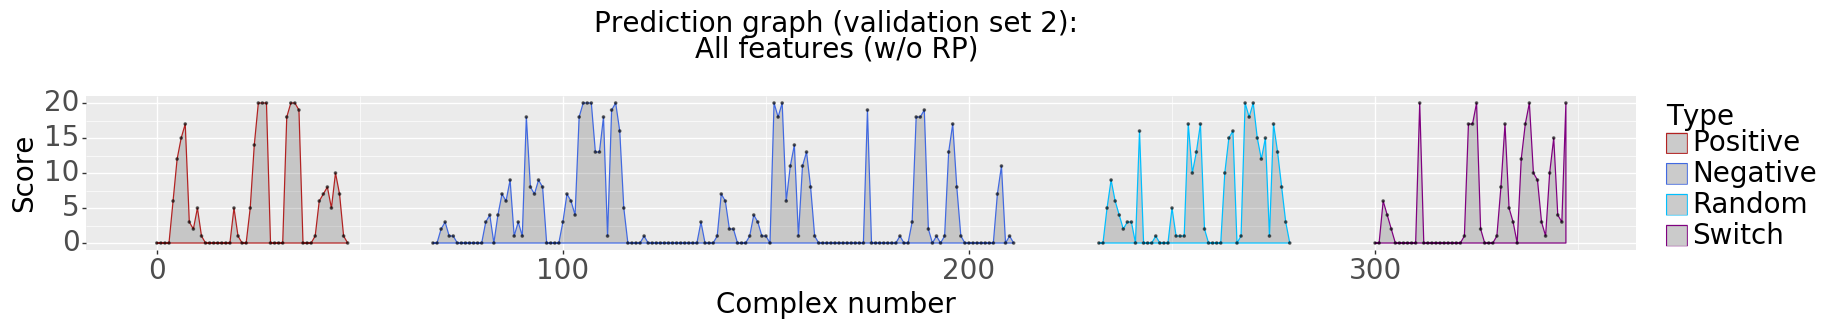 Prediction graph (validation set 2):
All features (w/o RP)
20
15
10
5
0
Score
0 100 200 300
Complex number
Type
Positive
Negative
Random
Switch